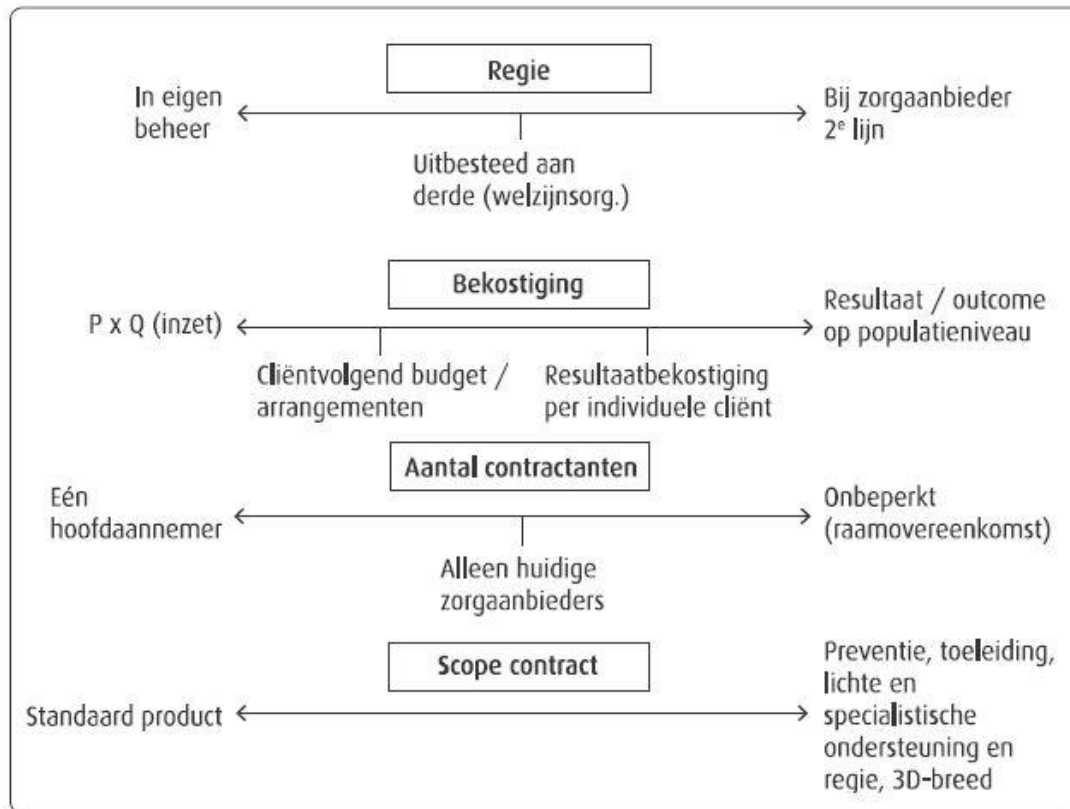 Regie
In eigen
beheer
Bij zorgaanbieder
2e lijn
Uitbesteed aan
derde (welzijnsorg.)
Bekostiging
P x Q (inzet)
Resultaat / outcome
op populatieniveau
Cliëntvolgend budget /
arrangementen
Resultaatbekostiging
per individuele cliënt
Aantal contractanten
Eén
hoofdaannemer
Onbeperkt
(raamovereenkomst)
Alleen huidige
zorgaanbieders
Scope contract
Standaard product
Preventie, toeleiding,
lichte en
specialistische
ondersteuning en
regie, 3D-breed